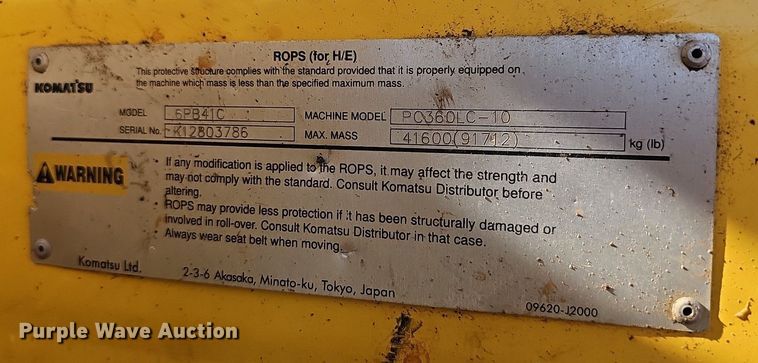 ROPS (for H/E)
This protective structure complies with the standard provided that it is properly equipped on
the machine which mass is less than the specified maximum mass.
KOMATSU
MODEL 6PB41C MACHINE MODEL PC360LC-10
SERIAL No. K12803786 MAX. MASS 41600(91712) kg (lb)
WARNING
If any modification is applied to the ROPS, it may affect the strength and
may not comply with the standard. Consult Komatsu Distributor before
altering.
ROPS may provide less protection if it has been structurally damaged or
involved in roll-over. Consult Komatsu Distributor in that case.
Always wear seat belt when moving.
Komatsu Ltd. 2-3-6 Akasaka, Minato-ku, Tokyo, Japan
09620-J2000
Purple Wave Auction